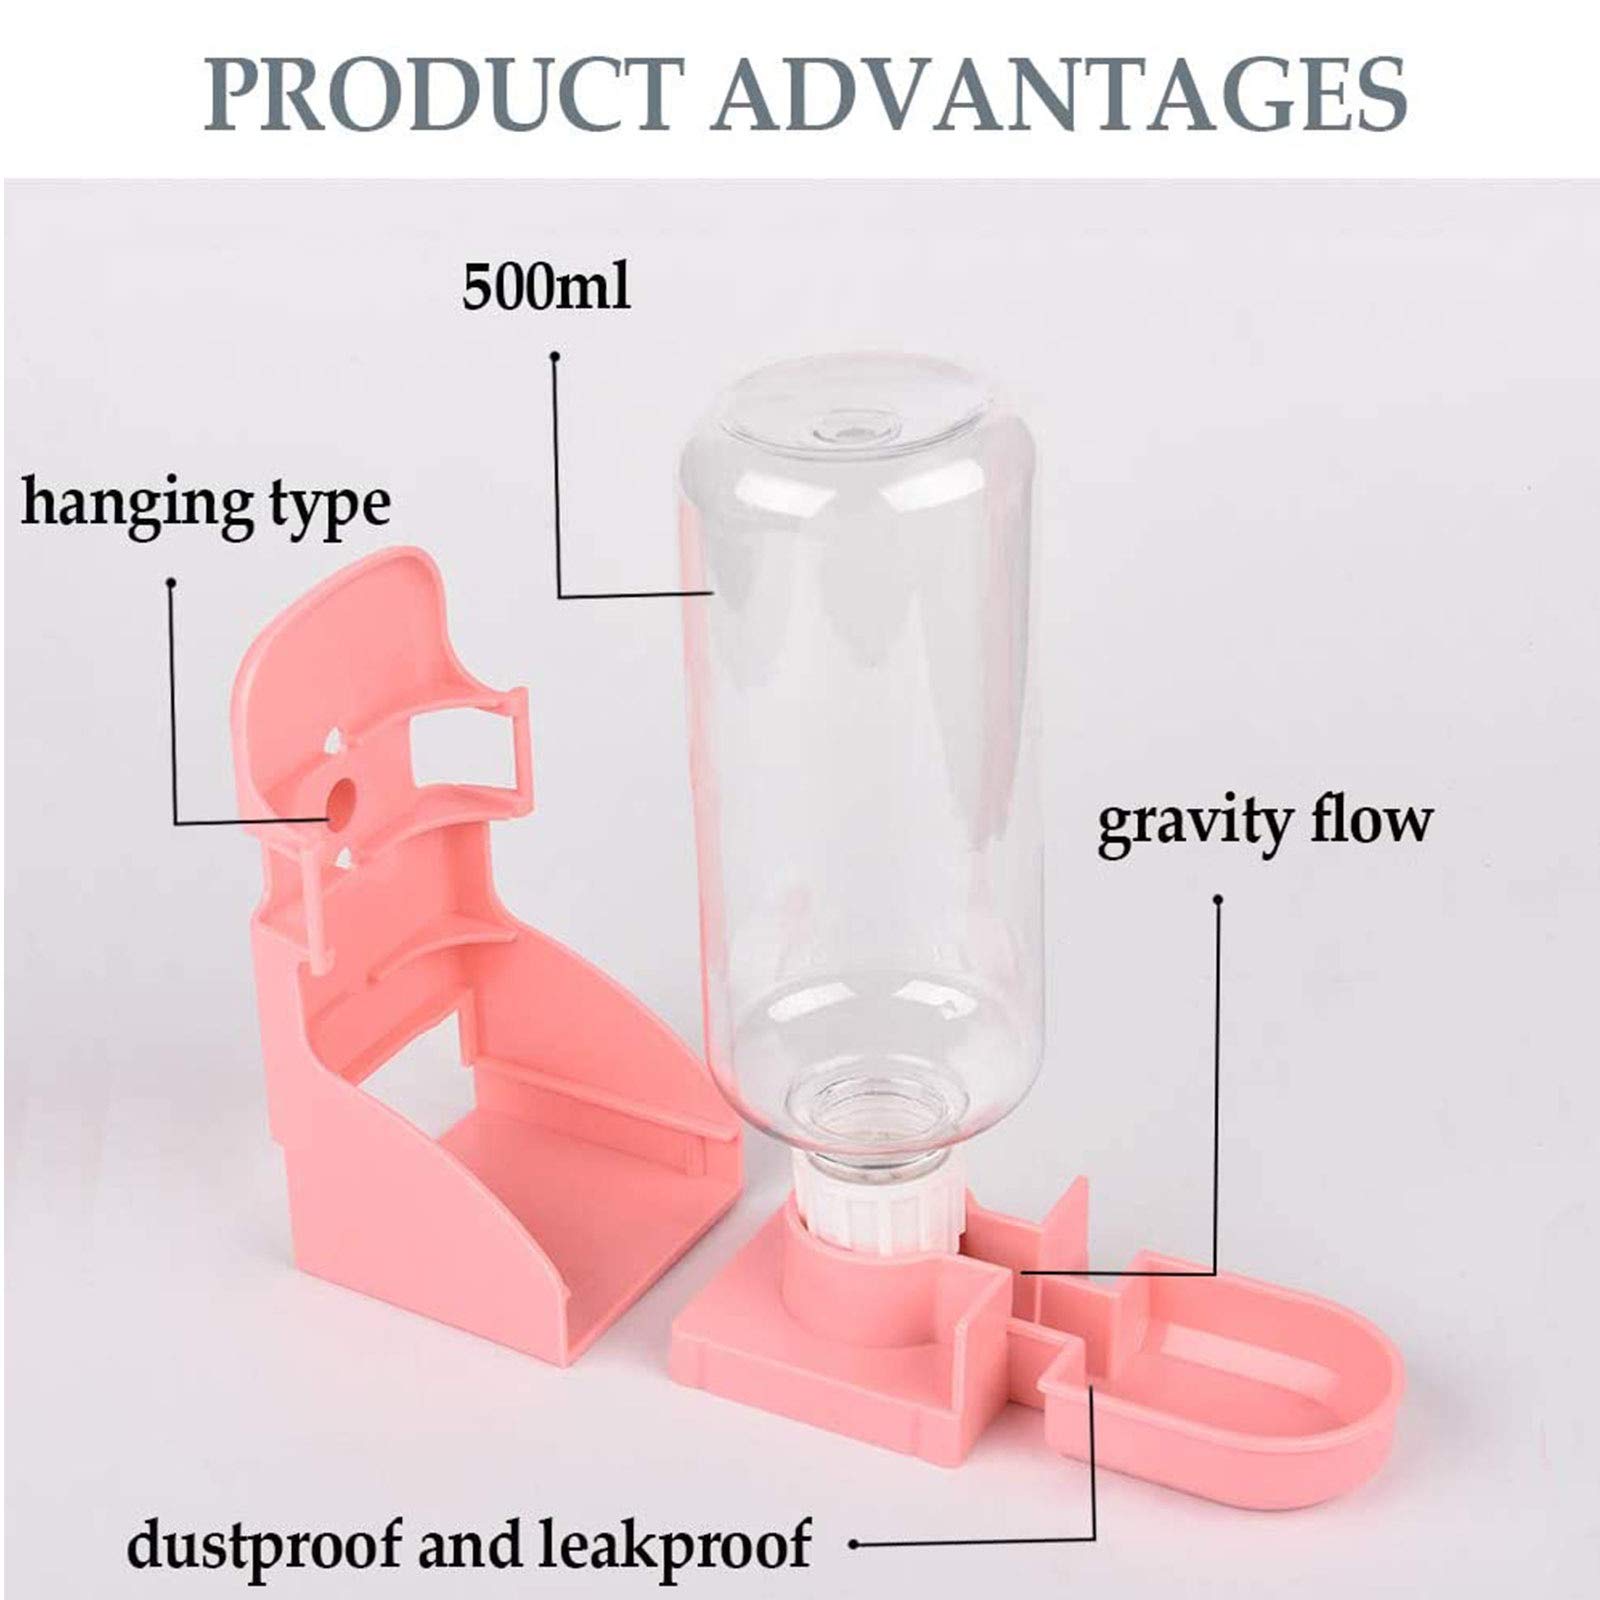 PRODUCT ADVANTAGES
500ml
hanging type
gravity flow
dustproof and leakproof